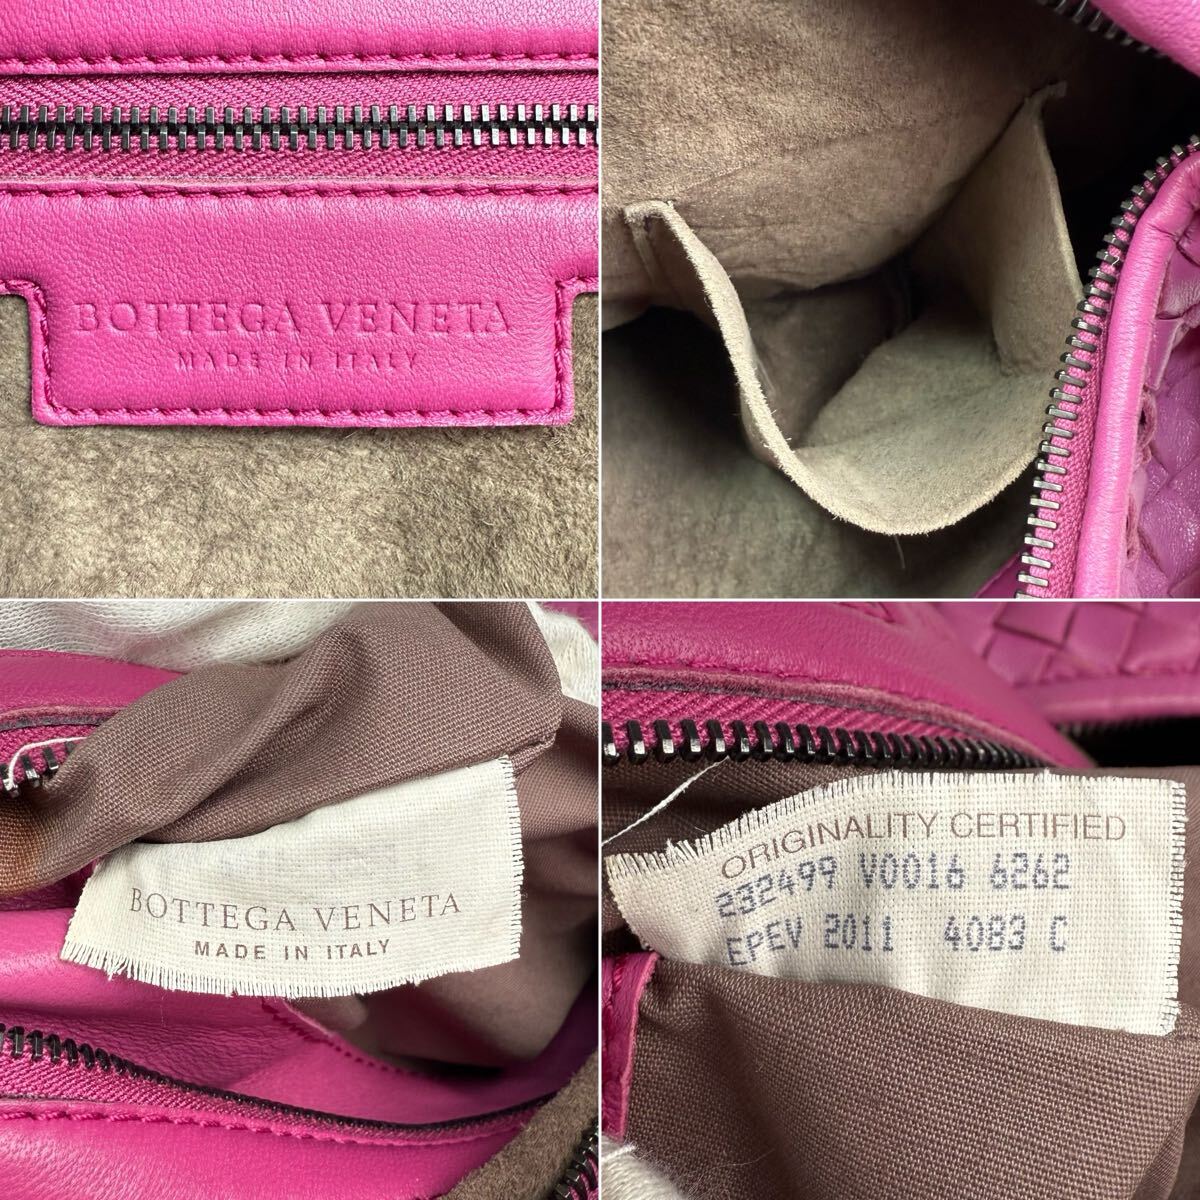 BOTTEGA VENETA
MADE IN ITALY
BOTTEGA VENETA
MADE IN ITALY
ORIGINALITY CERTIFIED
232499 V0016 6262
EPEV 2011 4083 C